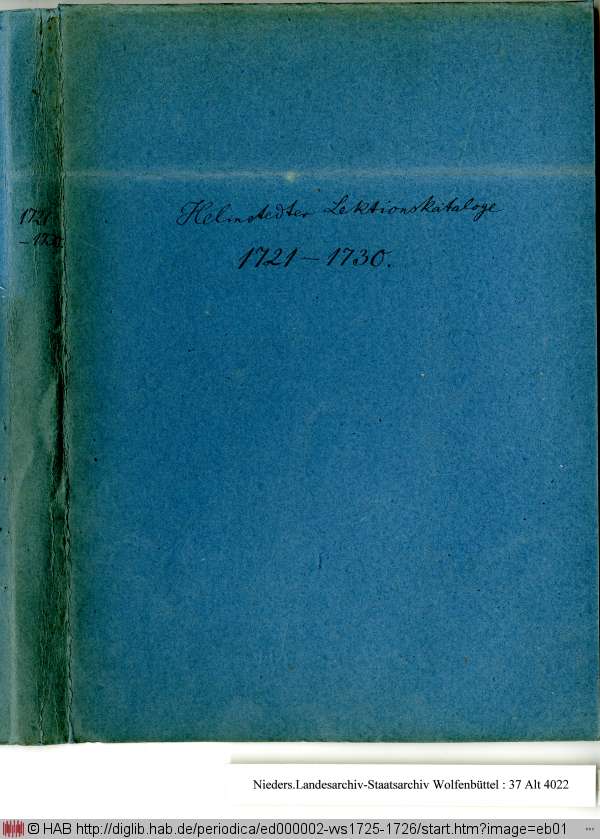 Helmstedter Lektionskataloge
1721 – 1730.
1721
– 1730.
Nieders.Landesarchiv-Staatsarchiv Wolfenbüttel : 37 Alt 4022
© HAB http://diglib.hab.de/periodica/ed000002-ws1725-1726/start.htm?image=eb01